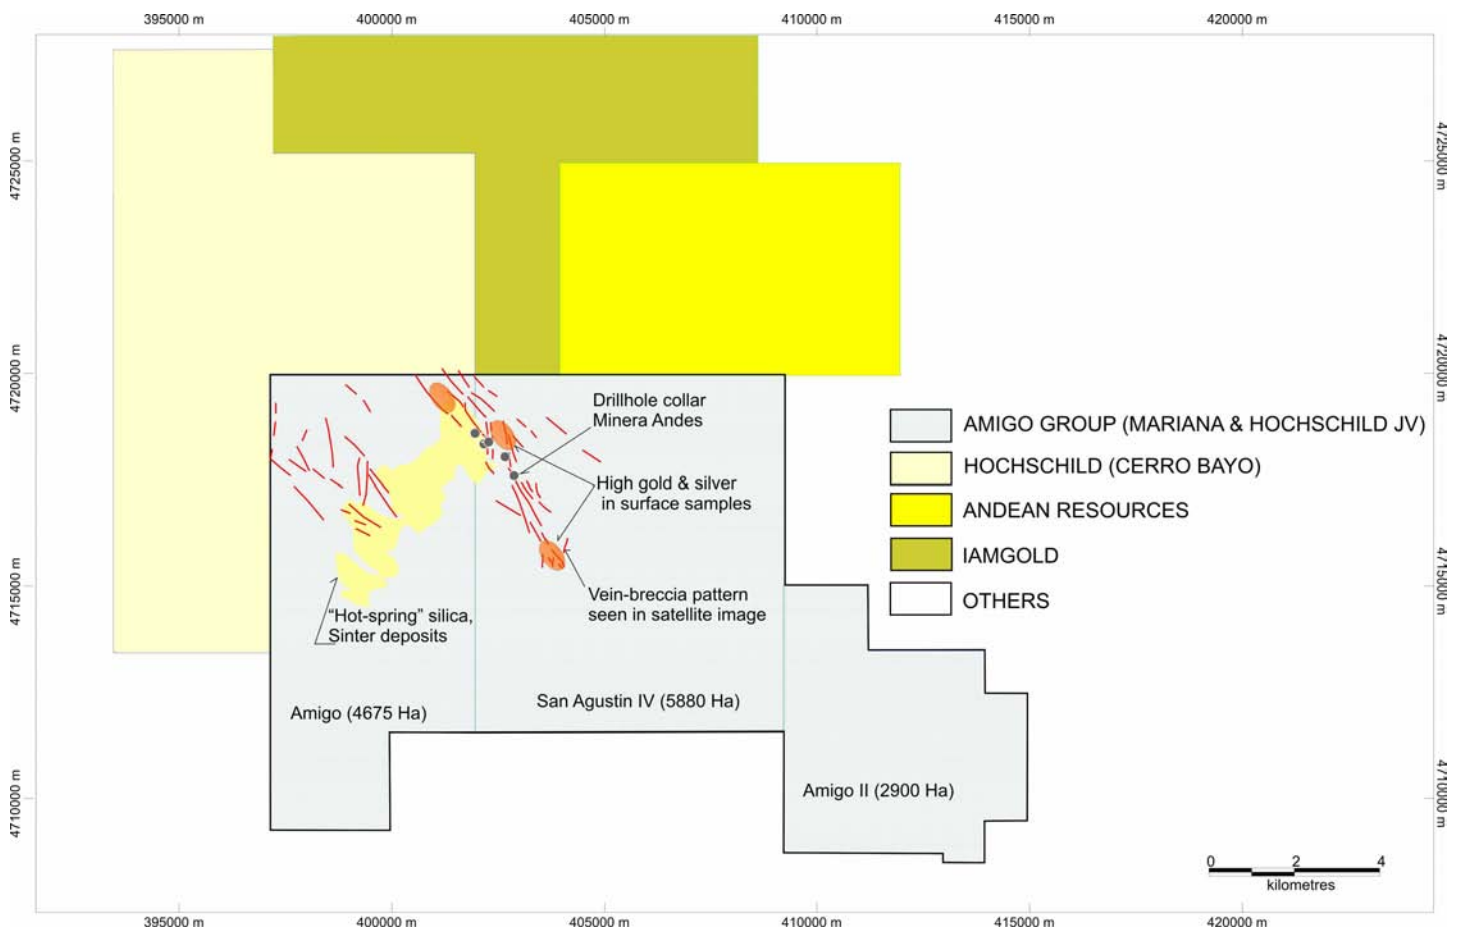 395000 m
400000 m
405000 m
410000 m
415000 m
420000 m
4725000 m
4725000 m
4720000 m
4720000 m
Drillhole collar
Minera Andes
AMIGO GROUP (MARIANA & HOCHSCHILD JV)
HOCHSCHILD (CERRO BAYO)
High gold & silver
in surface samples
ANDEAN RESOURCES
IAMGOLD
4715000 m
4715000 m
Vein-breccia pattern
seen in satellite image
OTHERS
“Hot-spring” silica,
Sinter deposits
San Agustin IV (5880 Ha)
Amigo (4675 Ha)
4710000 m
4710000 m
Amigo II (2900 Ha)
0 2 4
kilometres
395000 m
400000 m
405000 m
410000 m
415000 m
420000 m